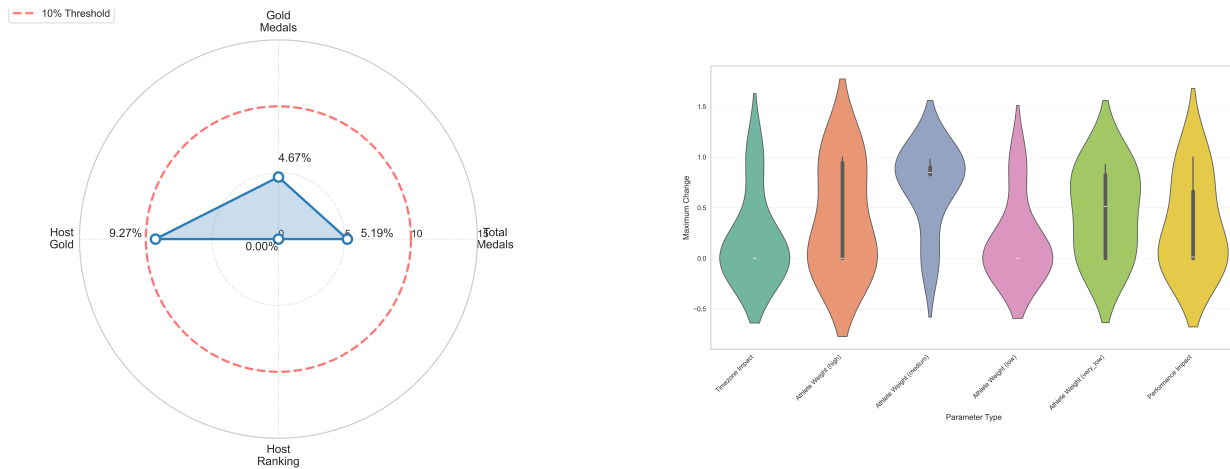 10% Threshold
Gold
Medals
4.67%
Host
Gold
9.27%
0
5
10
15
5.19%
Total
Medals
0.00%
Host
Ranking
Maximum Change
1.5
1.0
0.5
0.0
−0.5
Timezone Impact
Athlete Weight (high)
Athlete Weight (medium)
Athlete Weight (low)
Athlete Weight (very_low)
Performance Impact
Parameter Type